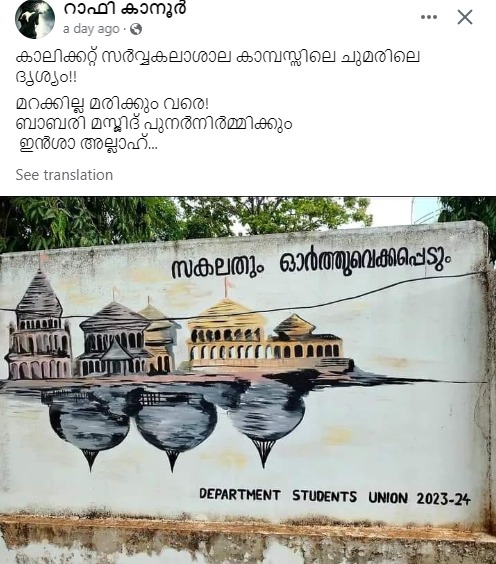 റാഫി കാനൂർ
a day ago ·
കാലിക്കറ്റ് സർവ്വകലാശാല കാമ്പസ്സിലെ ചുമരിലെ
ദൃശ്യം!!
മറക്കില്ല മരിക്കും വരെ!
ബാബരി മസ്ജിദ് പുനർനിർമ്മിക്കും
ഇൻശാ അല്ലാഹ്...
See translation
സകലതും ഓർത്തുവെക്കപ്പെടും
DEPARTMENT STUDENTS UNION 2023-24